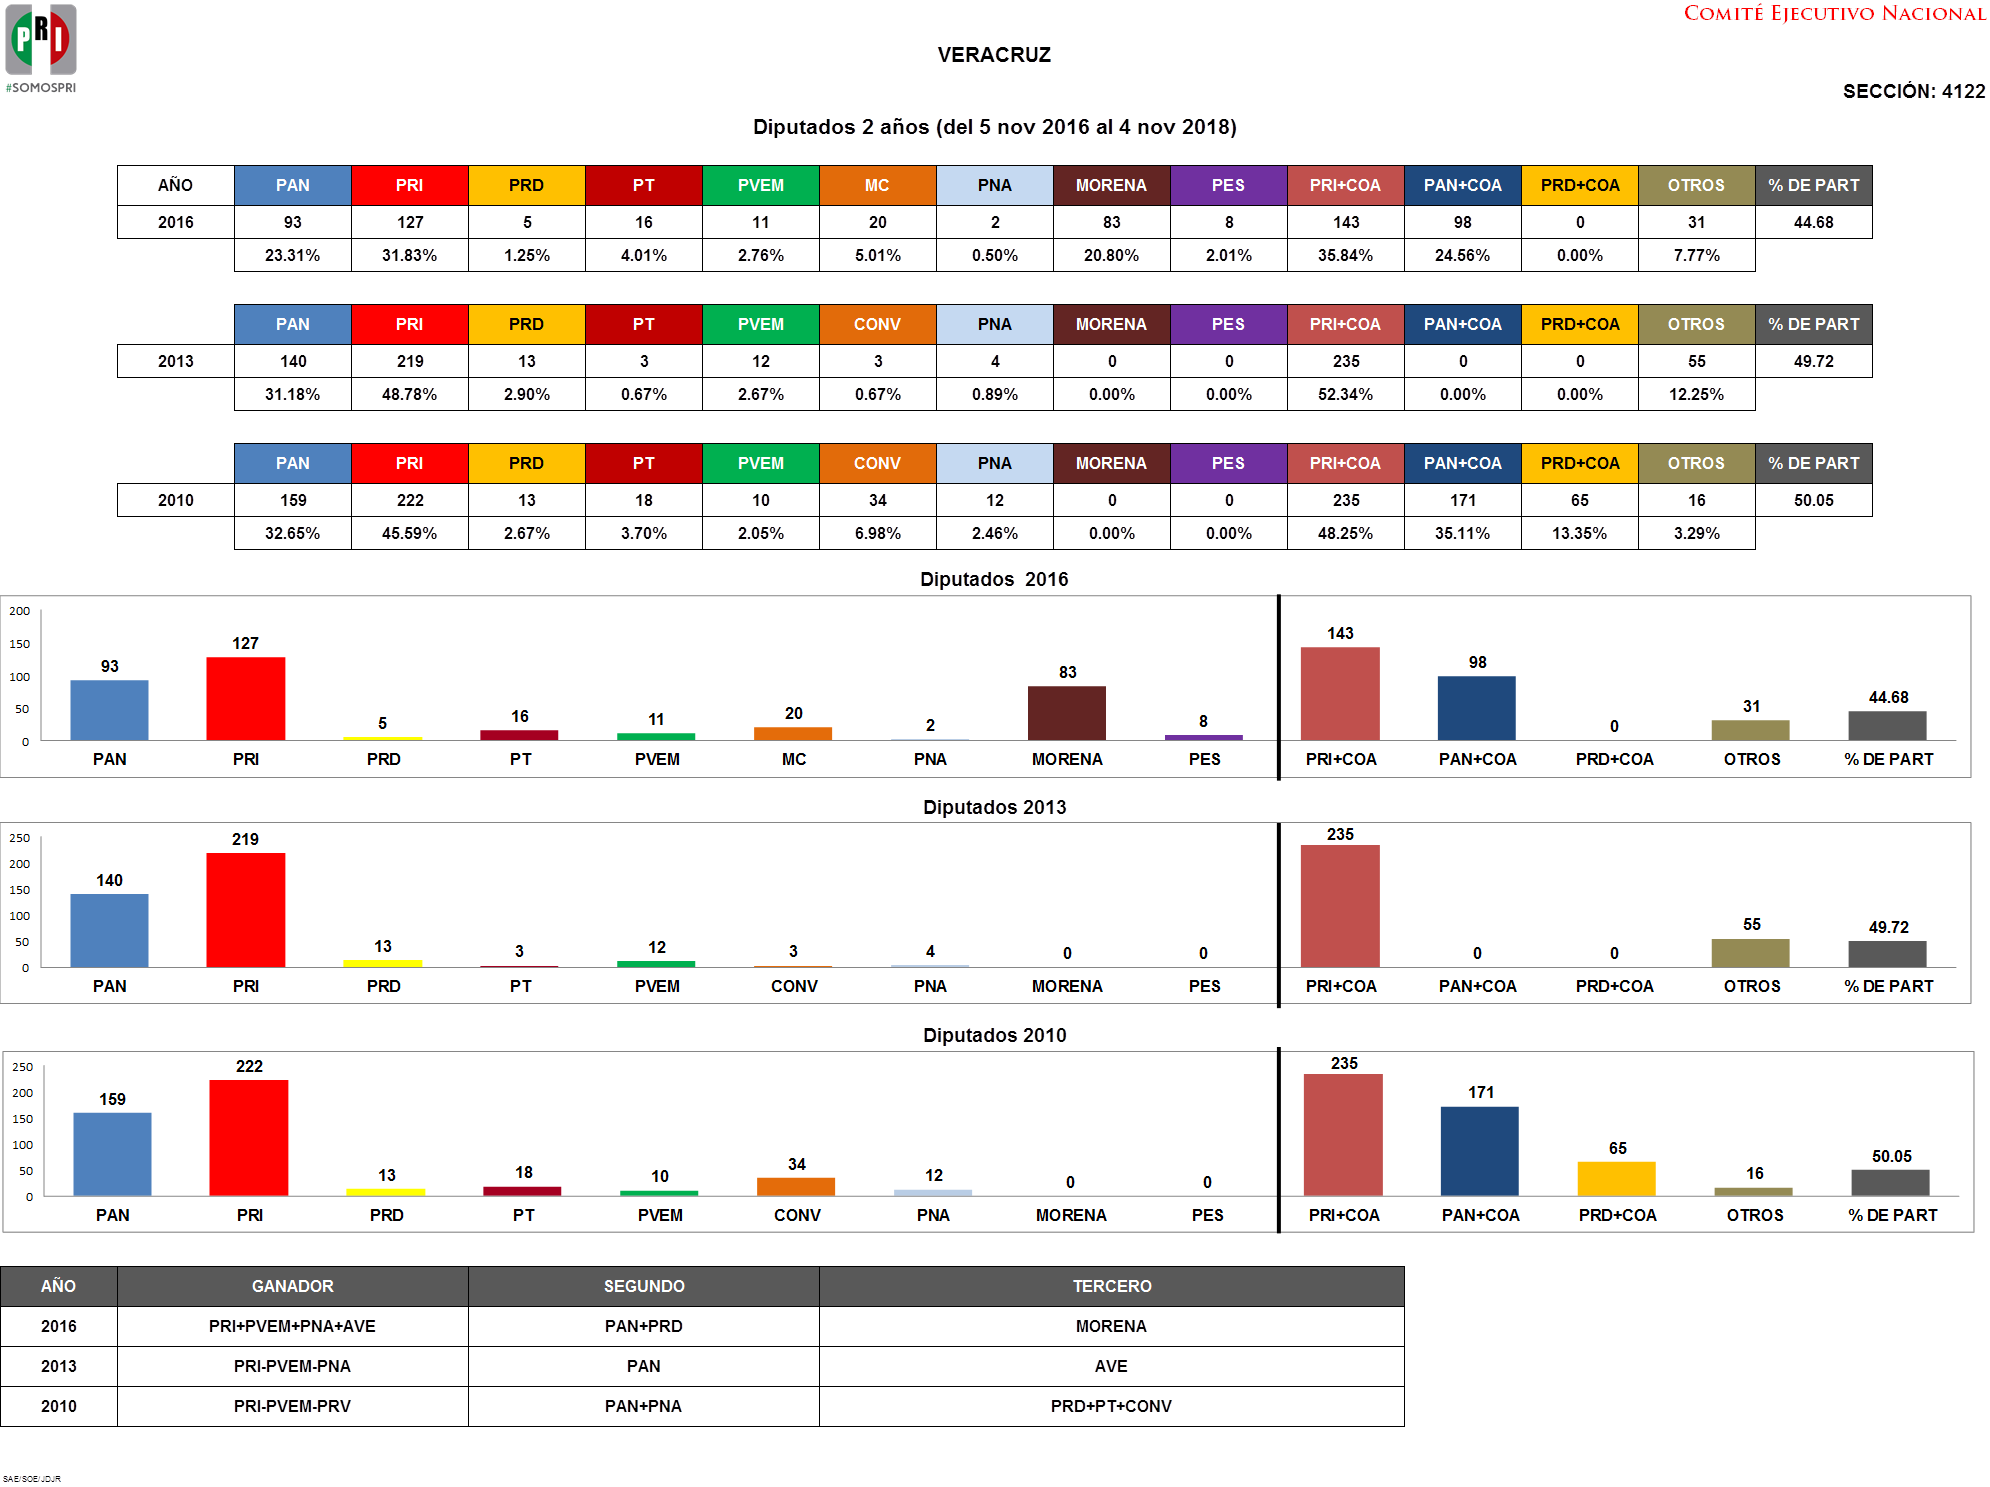 PRI
#SOMOSPRI
COMITÉ EJECUTIVO NACIONAL
VERACRUZ
SECCIÓN: 4122
Diputados 2 años (del 5 nov 2016 al 4 nov 2018)
AÑO PAN PRI PRD PT PVEM MC PNA MORENA PES PRI+COA PAN+COA PRD+COA OTROS % DE PART
2016 93 127 5 16 11 20 2 83 8 143 98 0 31 44.68
23.31% 31.83% 1.25% 4.01% 2.76% 5.01% 0.50% 20.80% 2.01% 35.84% 24.56% 0.00% 7.77%
PAN PRI PRD PT PVEM CONV PNA MORENA PES PRI+COA PAN+COA PRD+COA OTROS % DE PART
2013 140 219 13 3 12 3 4 0 0 235 0 0 55 49.72
31.18% 48.78% 2.90% 0.67% 2.67% 0.67% 0.89% 0.00% 0.00% 52.34% 0.00% 0.00% 12.25%
PAN PRI PRD PT PVEM CONV PNA MORENA PES PRI+COA PAN+COA PRD+COA OTROS % DE PART
2010 159 222 13 18 10 34 12 0 0 235 171 65 16 50.05
32.65% 45.59% 2.67% 3.70% 2.05% 6.98% 2.46% 0.00% 0.00% 48.25% 35.11% 13.35% 3.29%
Diputados 2016
200
150
100
50
0
93 127 5 16 11 20 2 83 8 143 98 0 31 44.68
PAN PRI PRD PT PVEM MC PNA MORENA PES PRI+COA PAN+COA PRD+COA OTROS % DE PART
Diputados 2013
250
200
150
100
50
0
140 219 13 3 12 3 4 0 0 235 0 0 55 49.72
PAN PRI PRD PT PVEM CONV PNA MORENA PES PRI+COA PAN+COA PRD+COA OTROS % DE PART
Diputados 2010
250
200
150
100
50
0
159 222 13 18 10 34 12 0 0 235 171 65 16 50.05
PAN PRI PRD PT PVEM CONV PNA MORENA PES PRI+COA PAN+COA PRD+COA OTROS % DE PART
AÑO GANADOR SEGUNDO TERCERO
2016 PRI+PVEM+PNA+AVE PAN+PRD MORENA
2013 PRI-PVEM-PNA PAN AVE
2010 PRI-PVEM-PRV PAN+PNA PRD+PT+CONV
SAE/SOE/JDJR